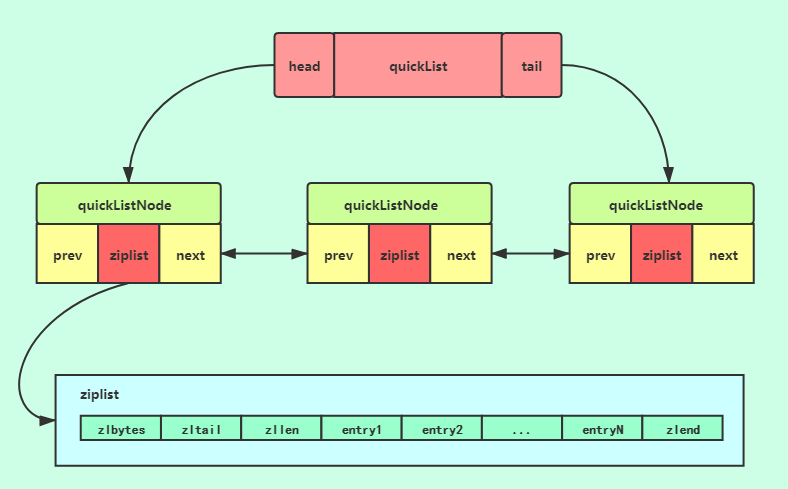 head quickList tail
quickListNode quickListNode quickListNode
prev ziplist next prev ziplist next prev ziplist next
ziplist
zlbytes zltail zllen entry1 entry2 ... entryN zlend